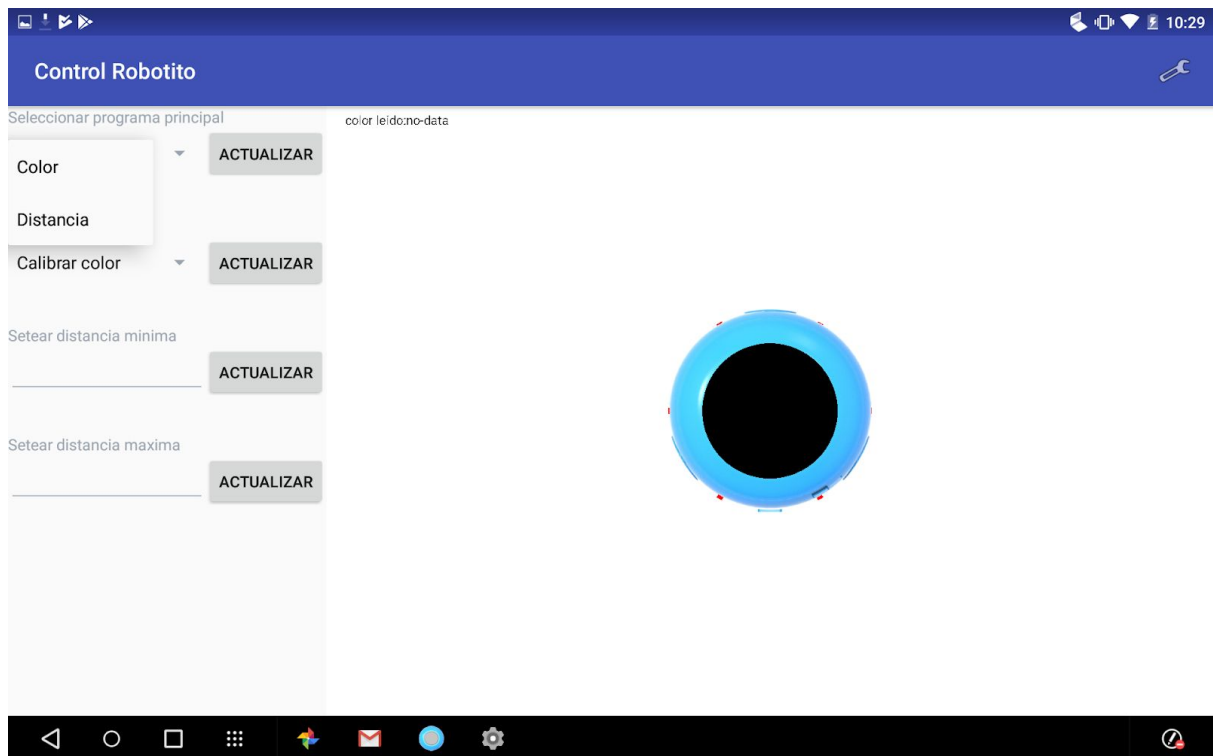 10:29
Control Robotito
Seleccionar programa principal
color leido:no-data
ACTUALIZAR
Color
Distancia
Calibrar color
ACTUALIZAR
Setear distancia minima
ACTUALIZAR
Setear distancia maxima
ACTUALIZAR